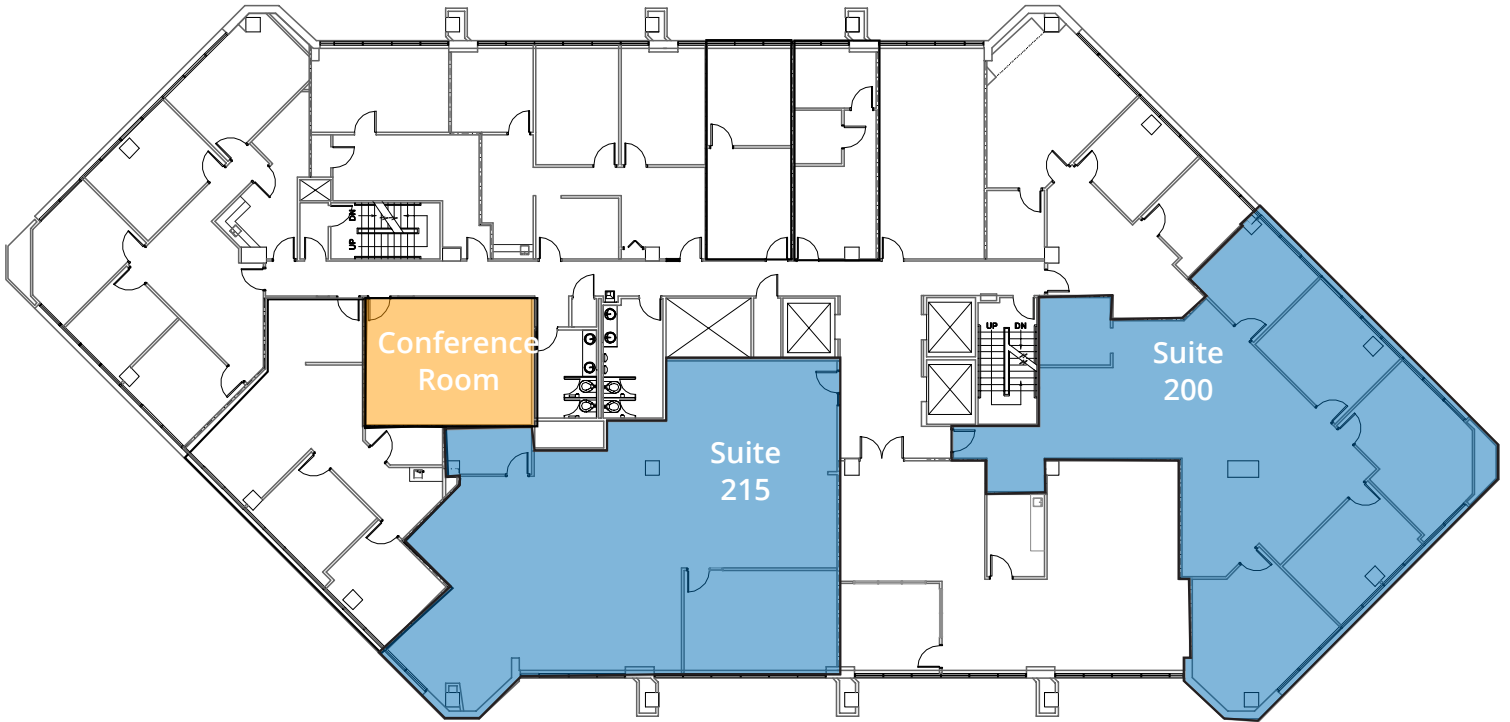 DN
UP
Conference
Room
UP DN
Suite
200
Suite
215